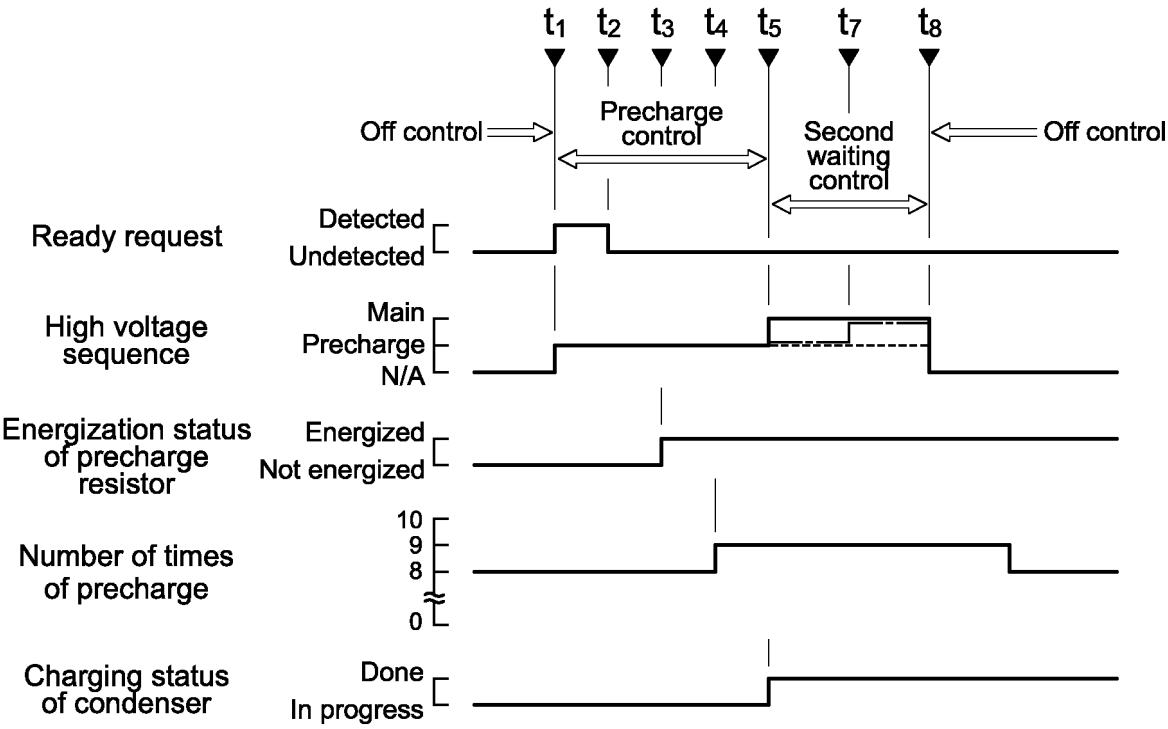 t1 t2 t3 t4 t5 t7 t8
Off control
Precharge
control
Second
waiting
control
Off control
Ready request
Detected
Undetected
High voltage
sequence
Main
Precharge
N/A
Energization status
of precharge
resistor
Energized
Not energized
Number of times
of precharge
10
9
8
0
Charging status
of condenser
Done
In progress